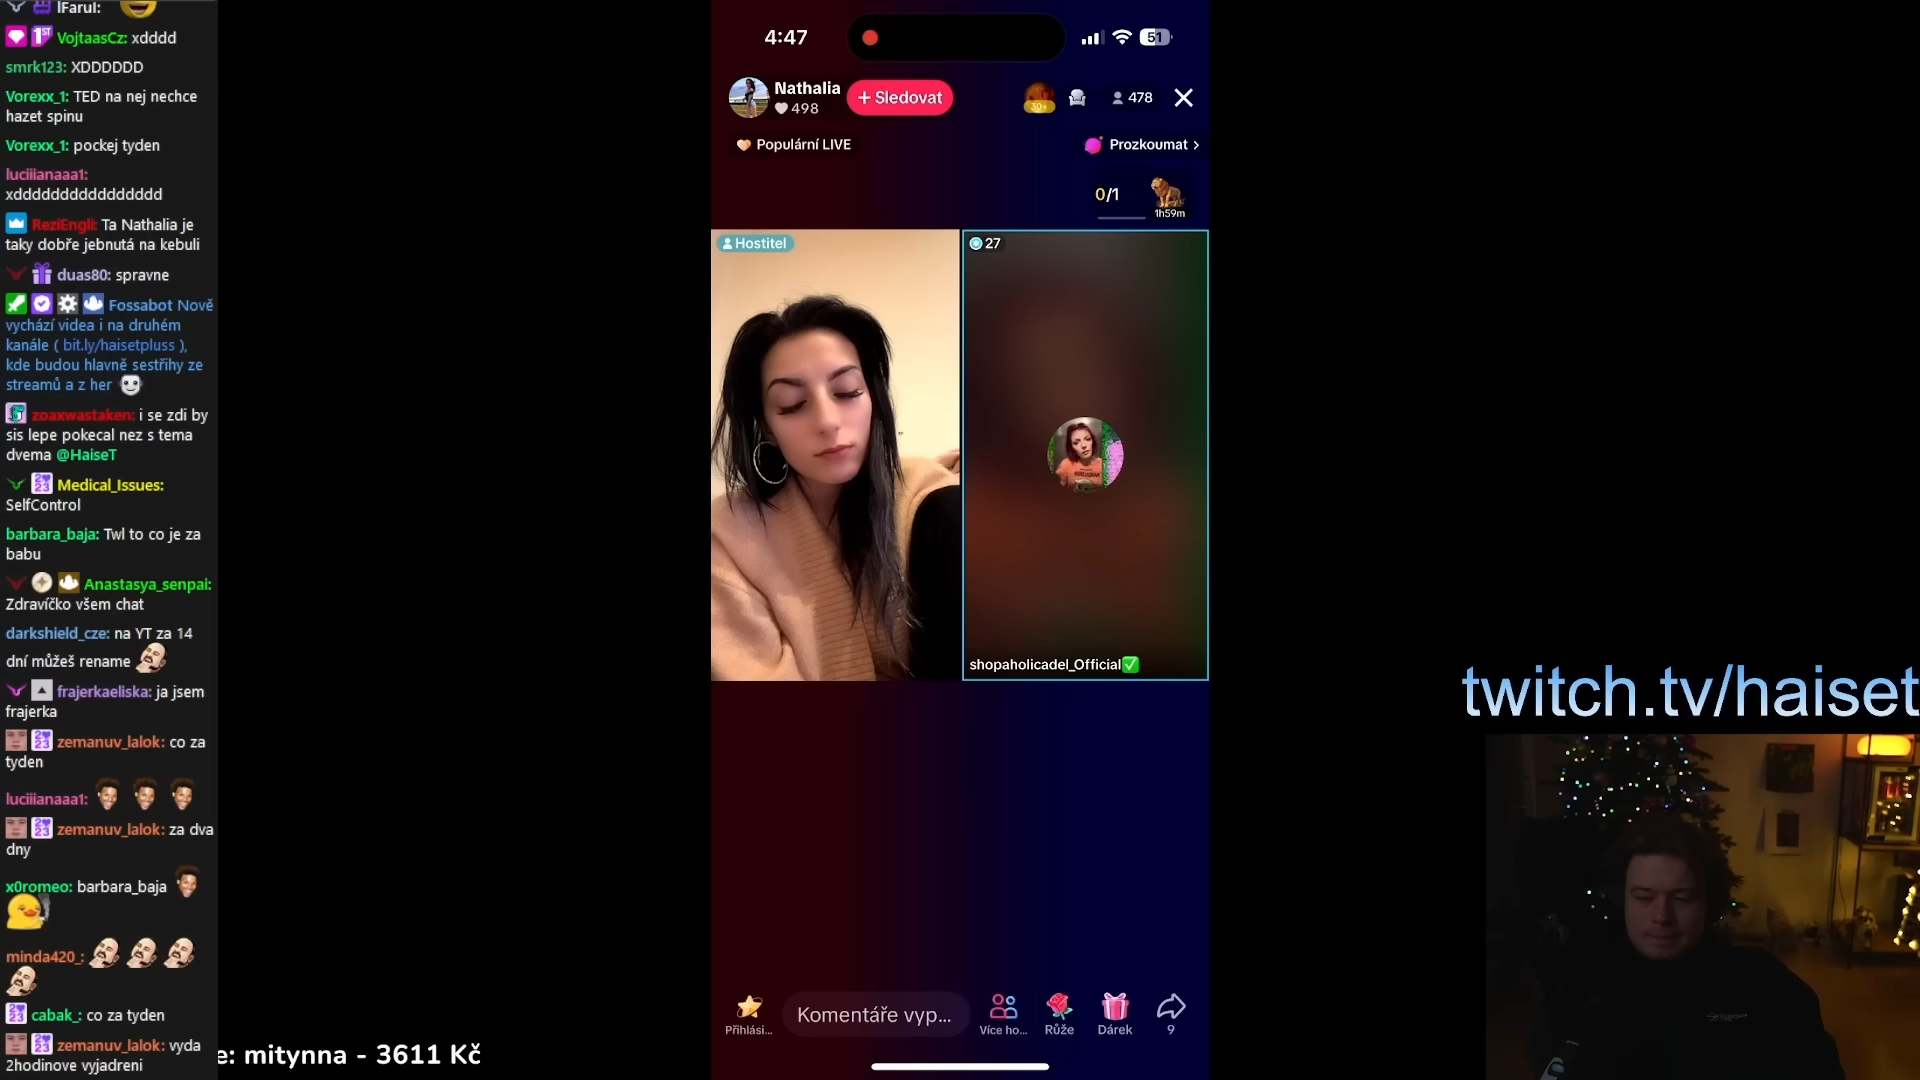 lFarul:
VojtaasCz: xdddd
smrk123: XDDDDDD
Vorexx_1: TED na nej nechce
hazet spinu
Vorexx_1: pockej tyden
luciiianaaa1:
xdddddddddddddddd
ReziEngli: Ta Nathalia je
taky dobře jebnutá na kebuli
duas80: spravne
Fossabot Nově
vychází videa i na druhém
kanále ( bit.ly/haisetpluss ),
kde budou hlavně sestřihy ze
streamů a z her
zoaxwastaken: i se zdi by
sis lepe pokecal nez s tema
dvema @HaiseT
Medical_Issues:
SelfControl
barbara_baja: Twl to co je za
babu
Anastasya_senpai:
Zdravíčko všem chat
darkshield_cze: na YT za 14
dní můžeš rename
frajerkaeliska: ja jsem
frajerka
zemanuv_lalok: co za
tyden
luciiianaaa1:
zemanuv_lalok: za dva
dny
x0romeo: barbara_baja
minda420_:
cabak_: co za tyden
zemanuv_lalok: vyda
2hodinove vyjadreni
e: mitynna - 3611 Kč
4:47
51
Nathalia
498
+ Sledovat
30+
478
Populární LIVE
Prozkoumat >
0/1
1h59m
Hostitel
27
shopaholicadel_Official
Přihlási...
Komentáře vyp...
Více ho...
Růže
Dárek
9
twitch.tv/haiset